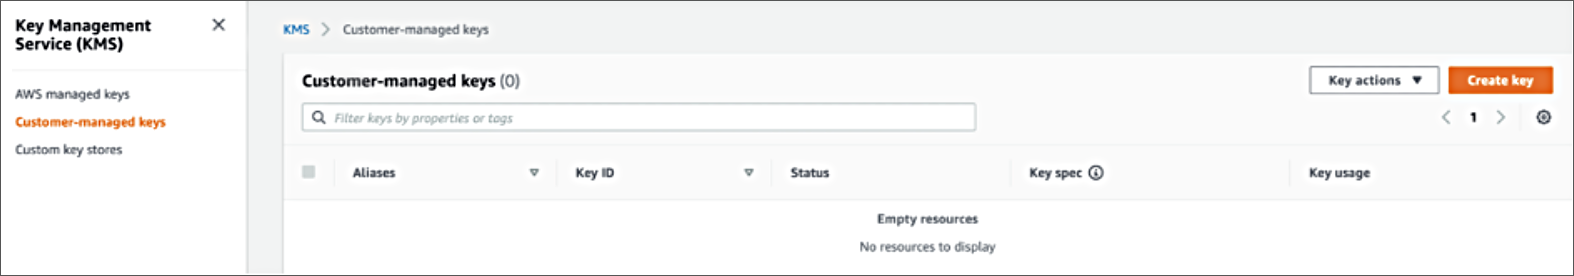 Key Management
Service (KMS)
AWS managed keys
Customer-managed keys
Custom key stores
KMS > Customer-managed keys
Customer-managed keys (0)
Key actions
Create key
Filter keys by properties or tags
1
Aliases
Key ID
Status
Key spec
Key usage
Empty resources
No resources to display